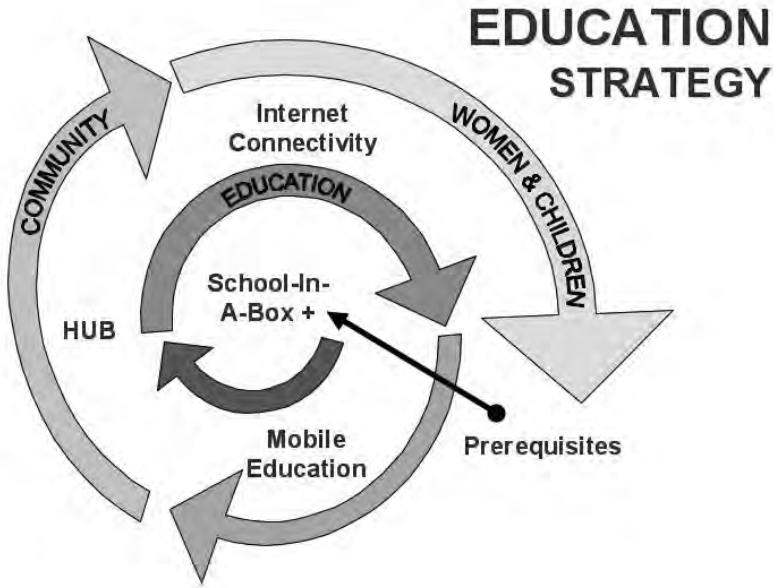 EDUCATION
STRATEGY
WOMEN & CHILDREN
COMMUNITY
Internet
Connectivity
EDUCATION
School-In-
A-Box +
HUB
Mobile
Education
Prerequisites